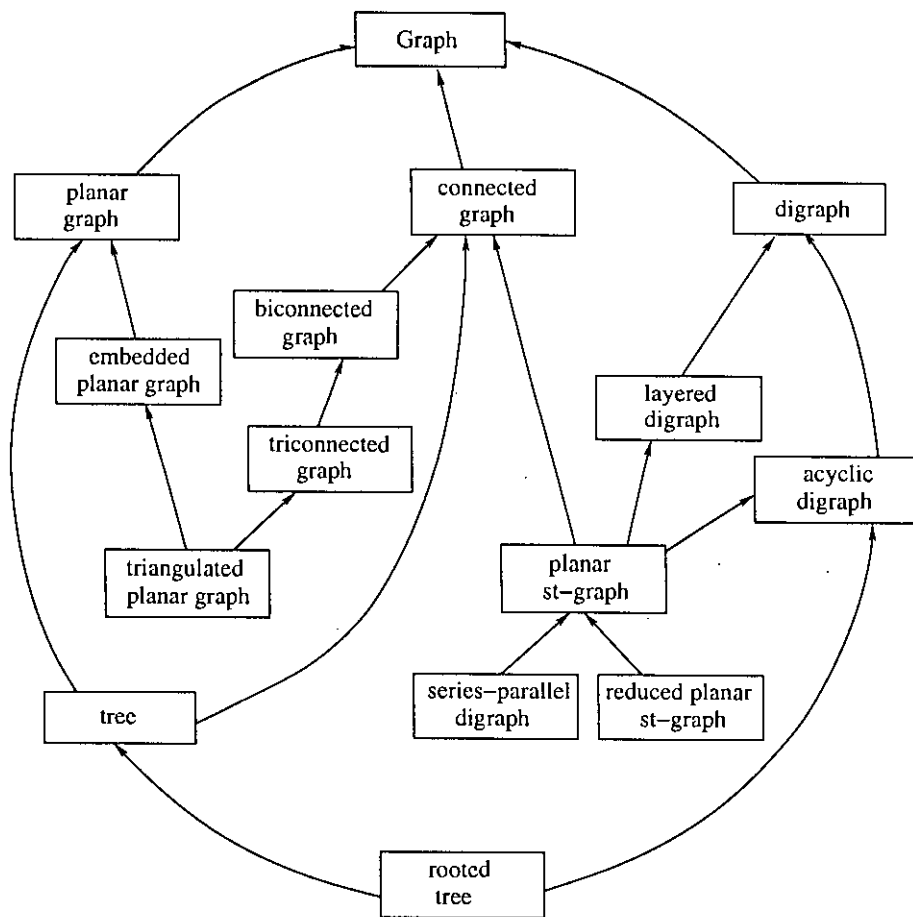 Graph
planar
graph
connected
graph
digraph
biconnected
graph
embedded
planar graph
layered
digraph
triconnected
graph
acyclic
digraph
triangulated
planar graph
planar
st-graph
series-parallel
digraph
reduced planar
st-graph
tree
rooted
tree